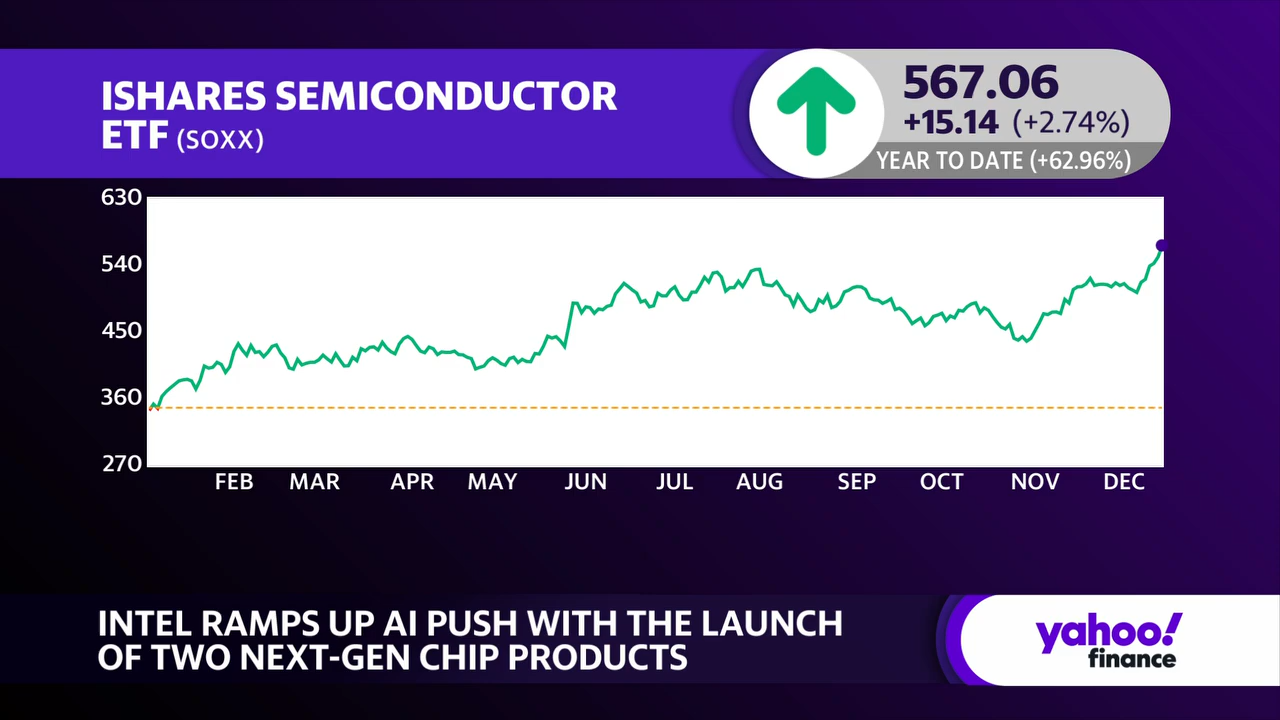 ISHARES SEMICONDUCTOR
ETF (SOXX)
567.06
+15.14 (+2.74%)
YEAR TO DATE (+62.96%)
630
540
450
360
270
FEB MAR APR MAY JUN JUL AUG SEP OCT NOV DEC
INTEL RAMPS UP AI PUSH WITH THE LAUNCH
OF TWO NEXT-GEN CHIP PRODUCTS
yahoo!
finance